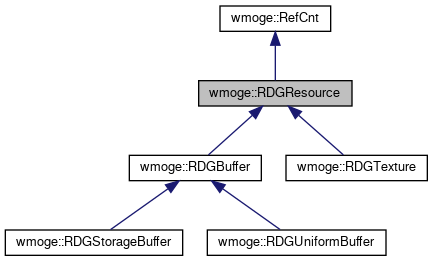 wmoge::RefCnt
wmoge::RDGResource
wmoge::RDGBuffer
wmoge::RDGTexture
wmoge::RDGStorageBuffer
wmoge::RDGUniformBuffer